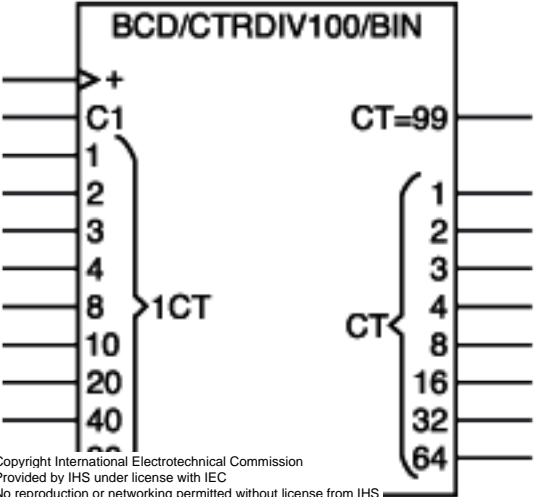 BCD/CTRDIV100/BIN
+
C1
1
2
3
4
8
10
20
40
1CT
CT=99
CT
1
2
3
4
8
16
32
64
Copyright International Electrotechnical Commission
Provided by IHS under license with IEC
No reproduction or networking permitted without license from IHS